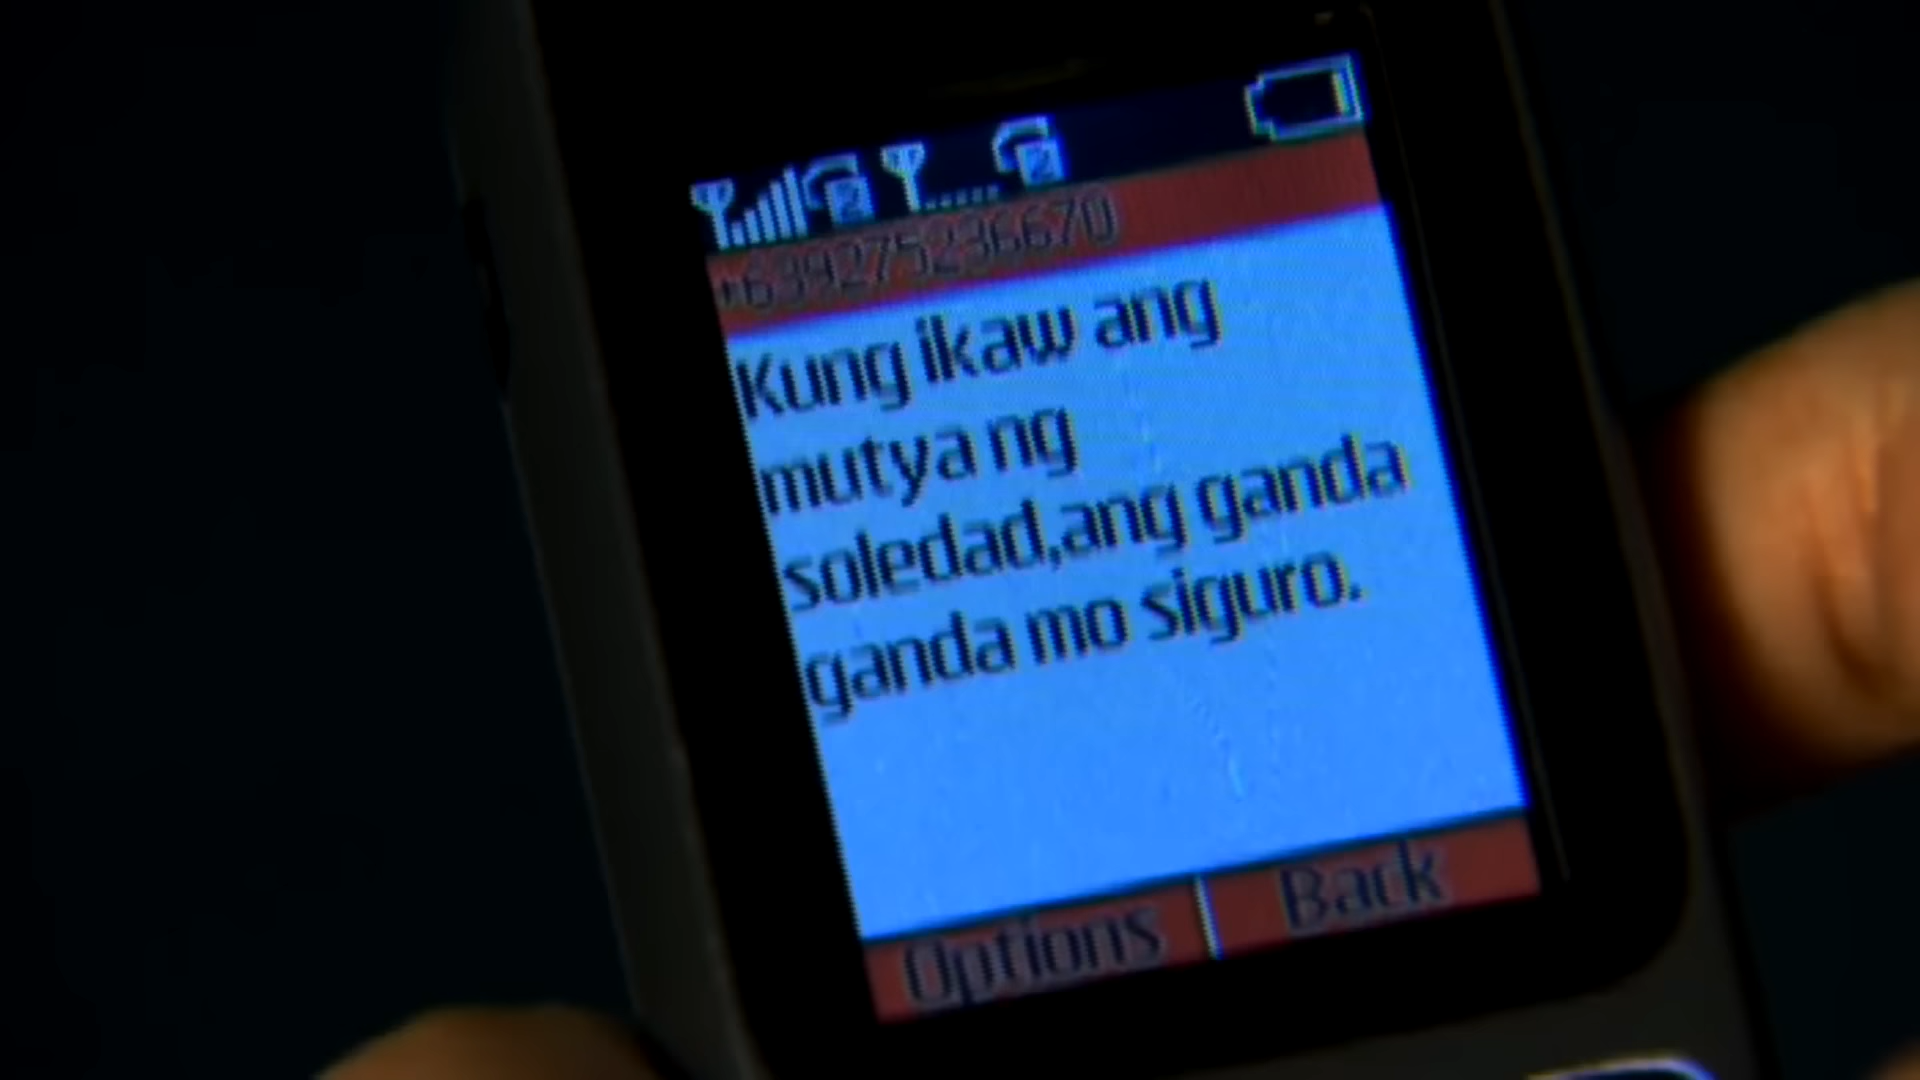 +639275236670
Kung ikaw ang
mutya ng
soledad,ang ganda
ganda mo siguro.
Options
Back